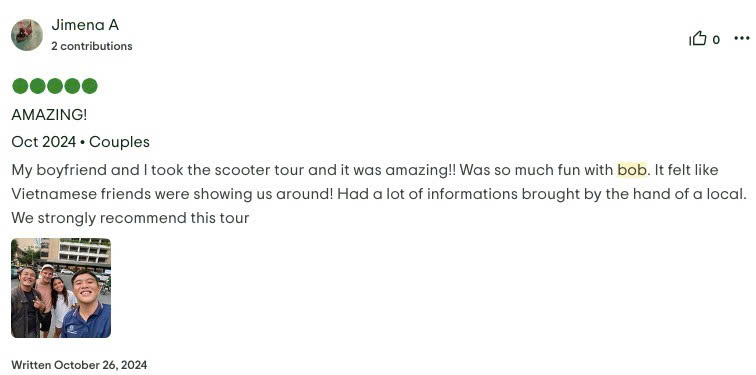 Jimena A
2 contributions
0
AMAZING!
Oct 2024 • Couples
My boyfriend and I took the scooter tour and it was amazing!! Was so much fun with bob. It felt like
Vietnamese friends were showing us around! Had a lot of informations brought by the hand of a local.
We strongly recommend this tour
Written October 26, 2024